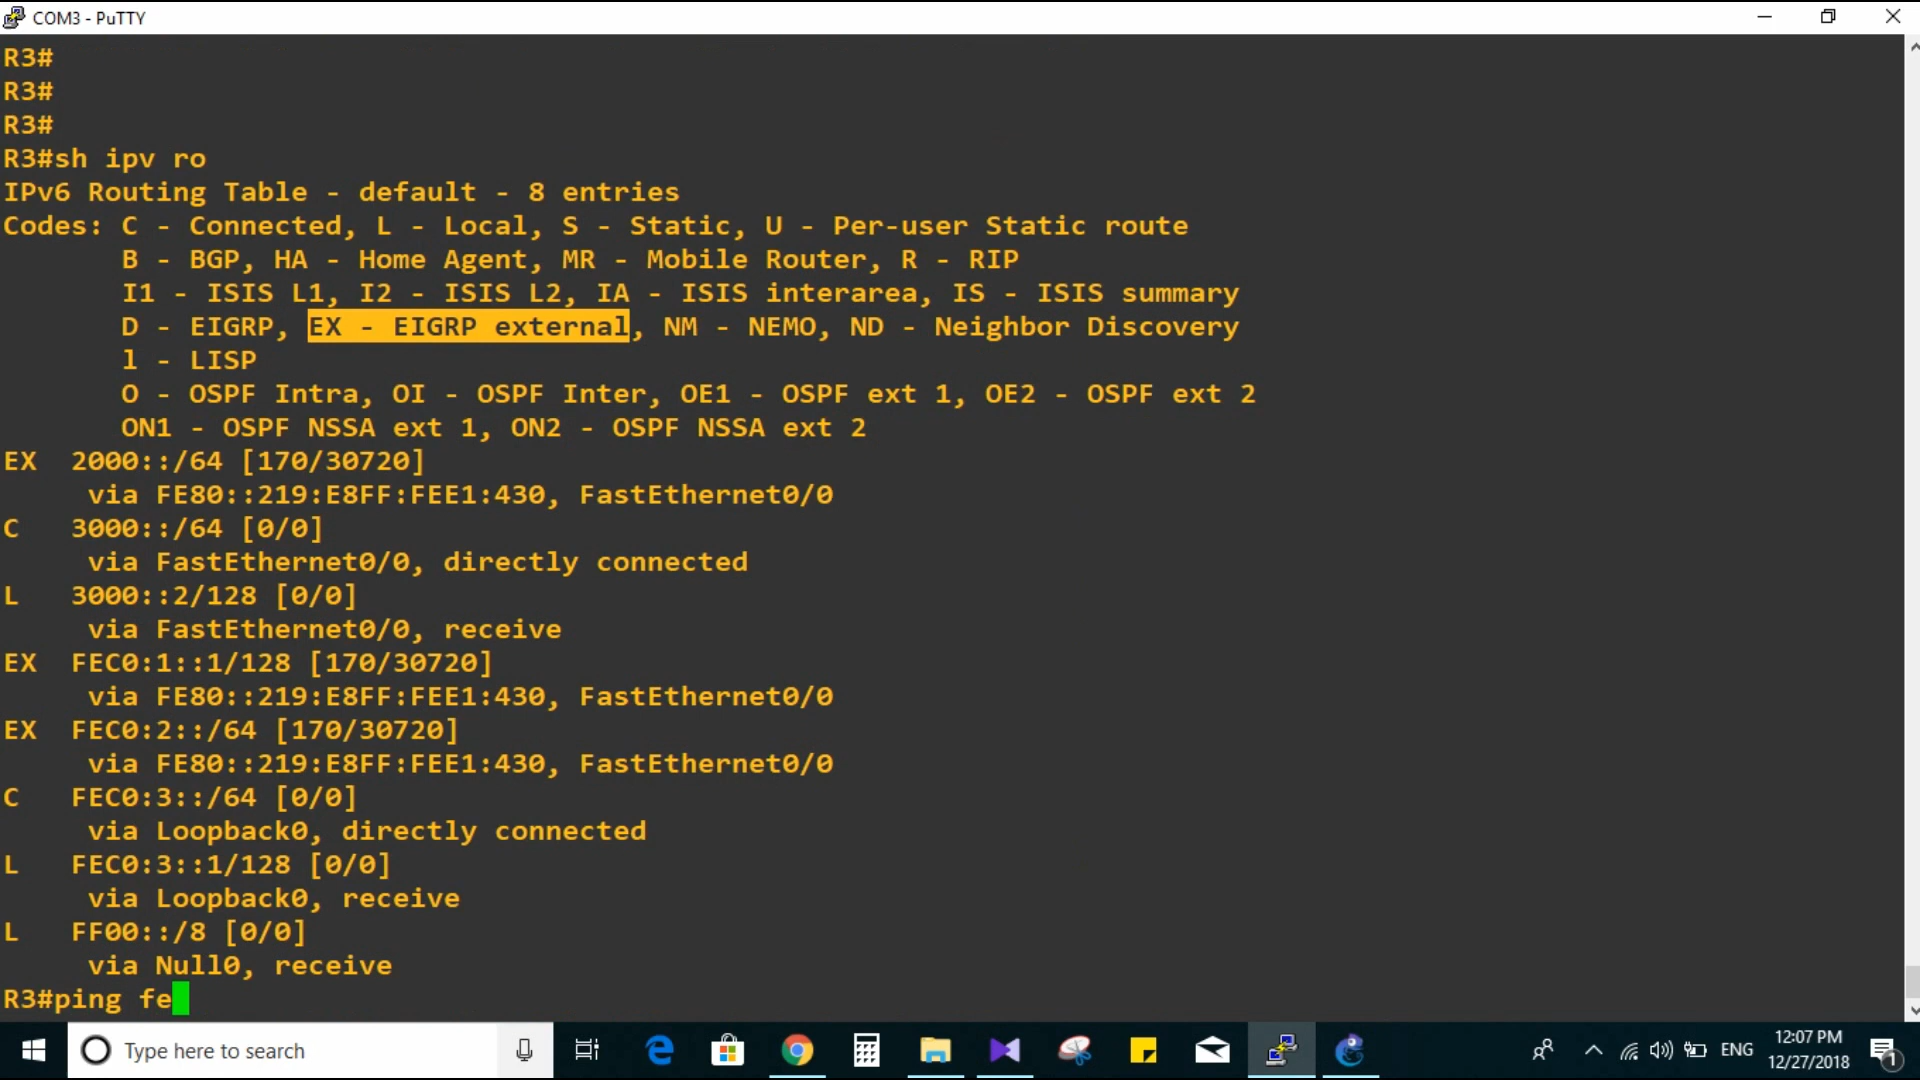 COM3 - PuTTY
R3#
R3#
R3#
R3#sh ipv ro
IPv6 Routing Table - default - 8 entries
Codes: C - Connected, L - Local, S - Static, U - Per-user Static route
B - BGP, HA - Home Agent, MR - Mobile Router, R - RIP
I1 - ISIS L1, I2 - ISIS L2, IA - ISIS interarea, IS - ISIS summary
D - EIGRP, EX - EIGRP external, NM - NEMO, ND - Neighbor Discovery
l - LISP
O - OSPF Intra, OI - OSPF Inter, OE1 - OSPF ext 1, OE2 - OSPF ext 2
ON1 - OSPF NSSA ext 1, ON2 - OSPF NSSA ext 2
EX 2000::/64 [170/30720]
via FE80::219:E8FF:FEE1:430, FastEthernet0/0
C 3000::/64 [0/0]
via FastEthernet0/0, directly connected
L 3000::2/128 [0/0]
via FastEthernet0/0, receive
EX FEC0:1::1/128 [170/30720]
via FE80::219:E8FF:FEE1:430, FastEthernet0/0
EX FEC0:2::/64 [170/30720]
via FE80::219:E8FF:FEE1:430, FastEthernet0/0
C FEC0:3::/64 [0/0]
via Loopback0, directly connected
L FEC0:3::1/128 [0/0]
via Loopback0, receive
L FF00::/8 [0/0]
via Null0, receive
R3#ping fe
Type here to search
ENG
12:07 PM
12/27/2018
1